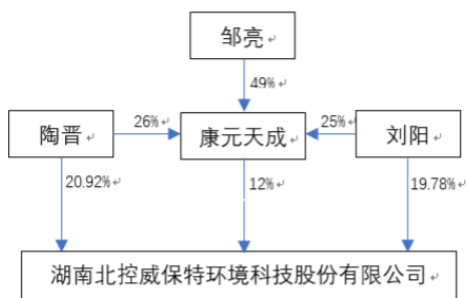 邹亮
49%
陶晋
26%
康元天成
25%
刘阳
20.92%
12%
19.78%
湖南北控威保特环境科技股份有限公司